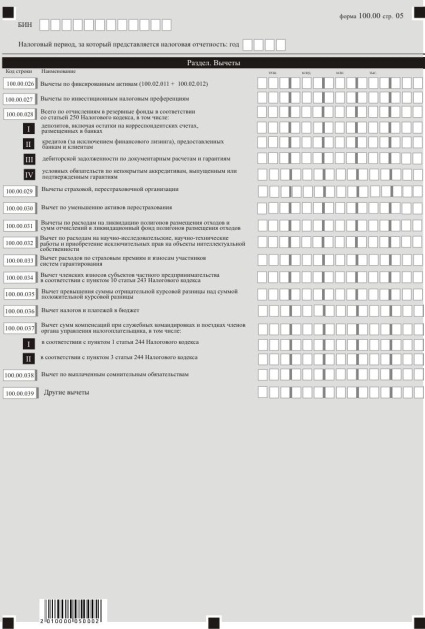 форма 100.00 стр. 05
БИН
Налоговый период, за который представляется налоговая отчетность: год
Раздел. Вычеты
Код строки Наименование
100.00.026 Вычеты по фиксированным активам (100.02.011 + 100.02.012)
100.00.027 Вычеты по инвестиционным налоговым преференциям
100.00.028 Всего по отчислениям в резервные фонды в соответствии
со статьей 250 Налогового кодекса, в том числе:
I депозитов, включая остатки на корреспондентских счетах,
размещенных в банках
II кредитов (за исключением финансового лизинга), предоставленных
банкам и клиентам
III дебиторской задолженности по документарным расчетам и гарантиям
IV условных обязательств по непокрытым аккредитивам, выпущенным или
подтвержденным гарантиям
100.00.029 Вычеты страховой, перестраховочной организации
100.00.030 Вычет по уменьшению активов перестрахования
100.00.031 Вычеты по расходам на ликвидацию полигонов размещения отходов и
сумм отчислений в ликвидационный фонд полигонов размещения отходов
100.00.032 Вычет по расходам на научно-исследовательские, научно-технические
работы и приобретение исключительных прав на объекты интеллектуальной
собственности
100.00.033 Вычет расходов по страховым премиям и взносам участников
систем гарантирования
100.00.034 Вычет членских взносов субъектов частного предпринимательства
в соответствии с пунктом 10 статьи 243 Налогового кодекса
100.00.035 Вычет превышения суммы отрицательной курсовой разницы над суммой
положительной курсовой разницы
100.00.036 Вычет налогов и платежей в бюджет
100.00.037 Вычет сумм компенсаций при служебных командировках и поездках членов
органа управления налогоплательщика, в том числе:
I в соответствии с пунктом 1 статьи 244 Налогового кодекса
II в соответствии с пунктом 3 статьи 244 Налогового кодекса
100.00.038 Вычет по выплаченным сомнительным обязательствам
100.00.039 Другие вычеты
2010000050002